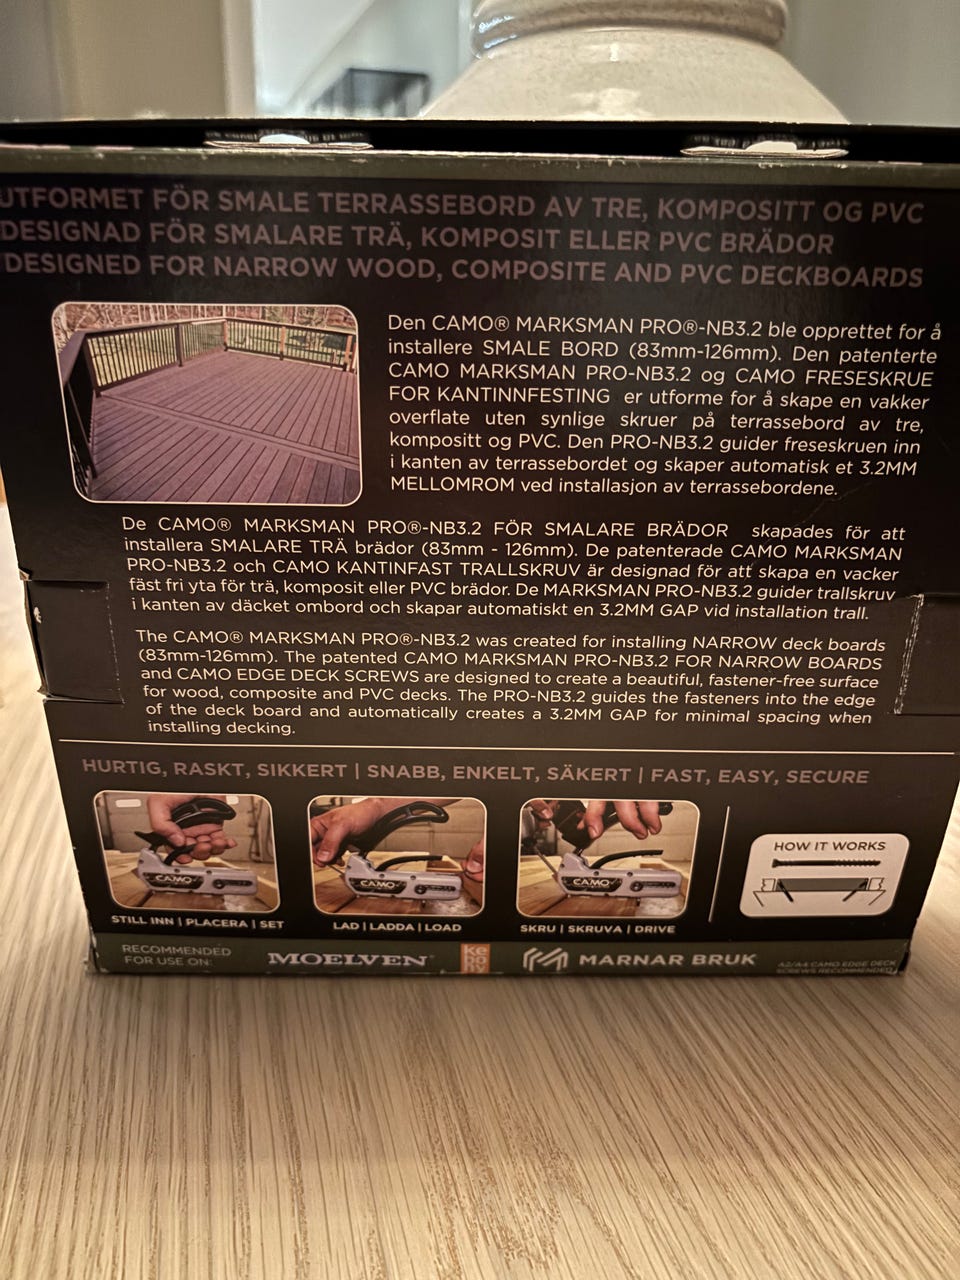 UTFORMET FÖR SMALE TERRASSEBORD AV TRE, KOMPOSITT OG PVC
DESIGNAD FÖR SMALARE TRÄ, KOMPOSIT ELLER PVC BRÄDOR
DESIGNED FOR NARROW WOOD, COMPOSITE AND PVC DECKBOARDS
Den CAMO® MARKSMAN PRO®-NB3.2 ble opprettet for å
installere SMALE BORD (83mm-126mm). Den patenterte
CAMO MARKSMAN PRO-NB3.2 og CAMO FRESESKRUE
FOR KANTINNFESTING er utforme for å skape en vakker
overflate uten synlige skruer på terrassebord av tre,
kompositt og PVC. Den PRO-NB3.2 guider freseskruen inn
i kanten av terrassebordet og skaper automatisk et 3.2MM
MELLOMROM ved installasjon av terrassebordene.
De CAMO® MARKSMAN PRO®-NB3.2 FÖR SMALARE BRÄDOR skapades för att
installera SMALARE TRÄ brädor (83mm - 126mm). De patenterade CAMO MARKSMAN
PRO-NB3.2 och CAMO KANTINFAST TRALLSKRUV är designad för att skapa en vacker
fäst fri yta för trä, komposit eller PVC brädor. De MARKSMAN PRO-NB3.2 guider trallskruv
i kanten av däcket ombord och skapar automatiskt en 3.2MM GAP vid installation trall.
The CAMO® MARKSMAN PRO®-NB3.2 was created for installing NARROW deck boards
(83mm-126mm). The patented CAMO MARKSMAN PRO-NB3.2 FOR NARROW BOARDS
and CAMO EDGE DECK SCREWS are designed to create a beautiful, fastener-free surface
for wood, composite and PVC decks. The PRO-NB3.2 guides the fasteners into the edge
of the deck board and automatically creates a 3.2MM GAP for minimal spacing when
installing decking.
HURTIG, RASKT, SIKKERT | SNABB, ENKELT, SÄKERT | FAST, EASY, SECURE
CAMO
CAMO
CAMO
HOW IT WORKS
STILL INN | PLACERA | SET
LAD | LADDA | LOAD
SKRU | SKRUVA | DRIVE
RECOMMENDED
FOR USE ON:
MOELVEN
ke
bo
ny
MARNAR BRUK
A2/A4 CAMO EDGE DECK
SCREWS RECOMMENDED